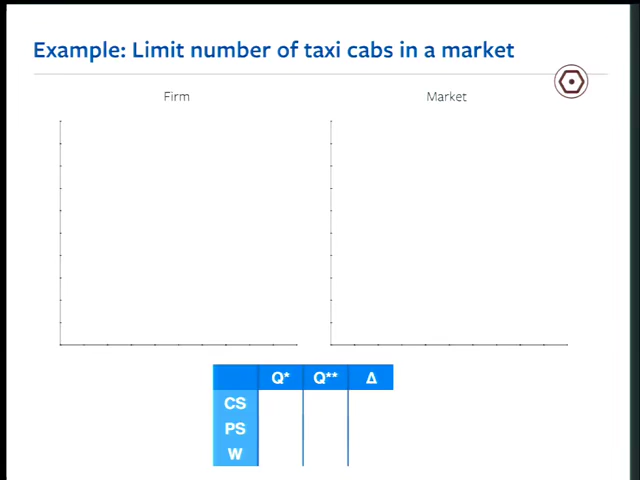 Example: Limit number of taxi cabs in a market
Firm
Market
Q* Q** Δ
CS
PS
W